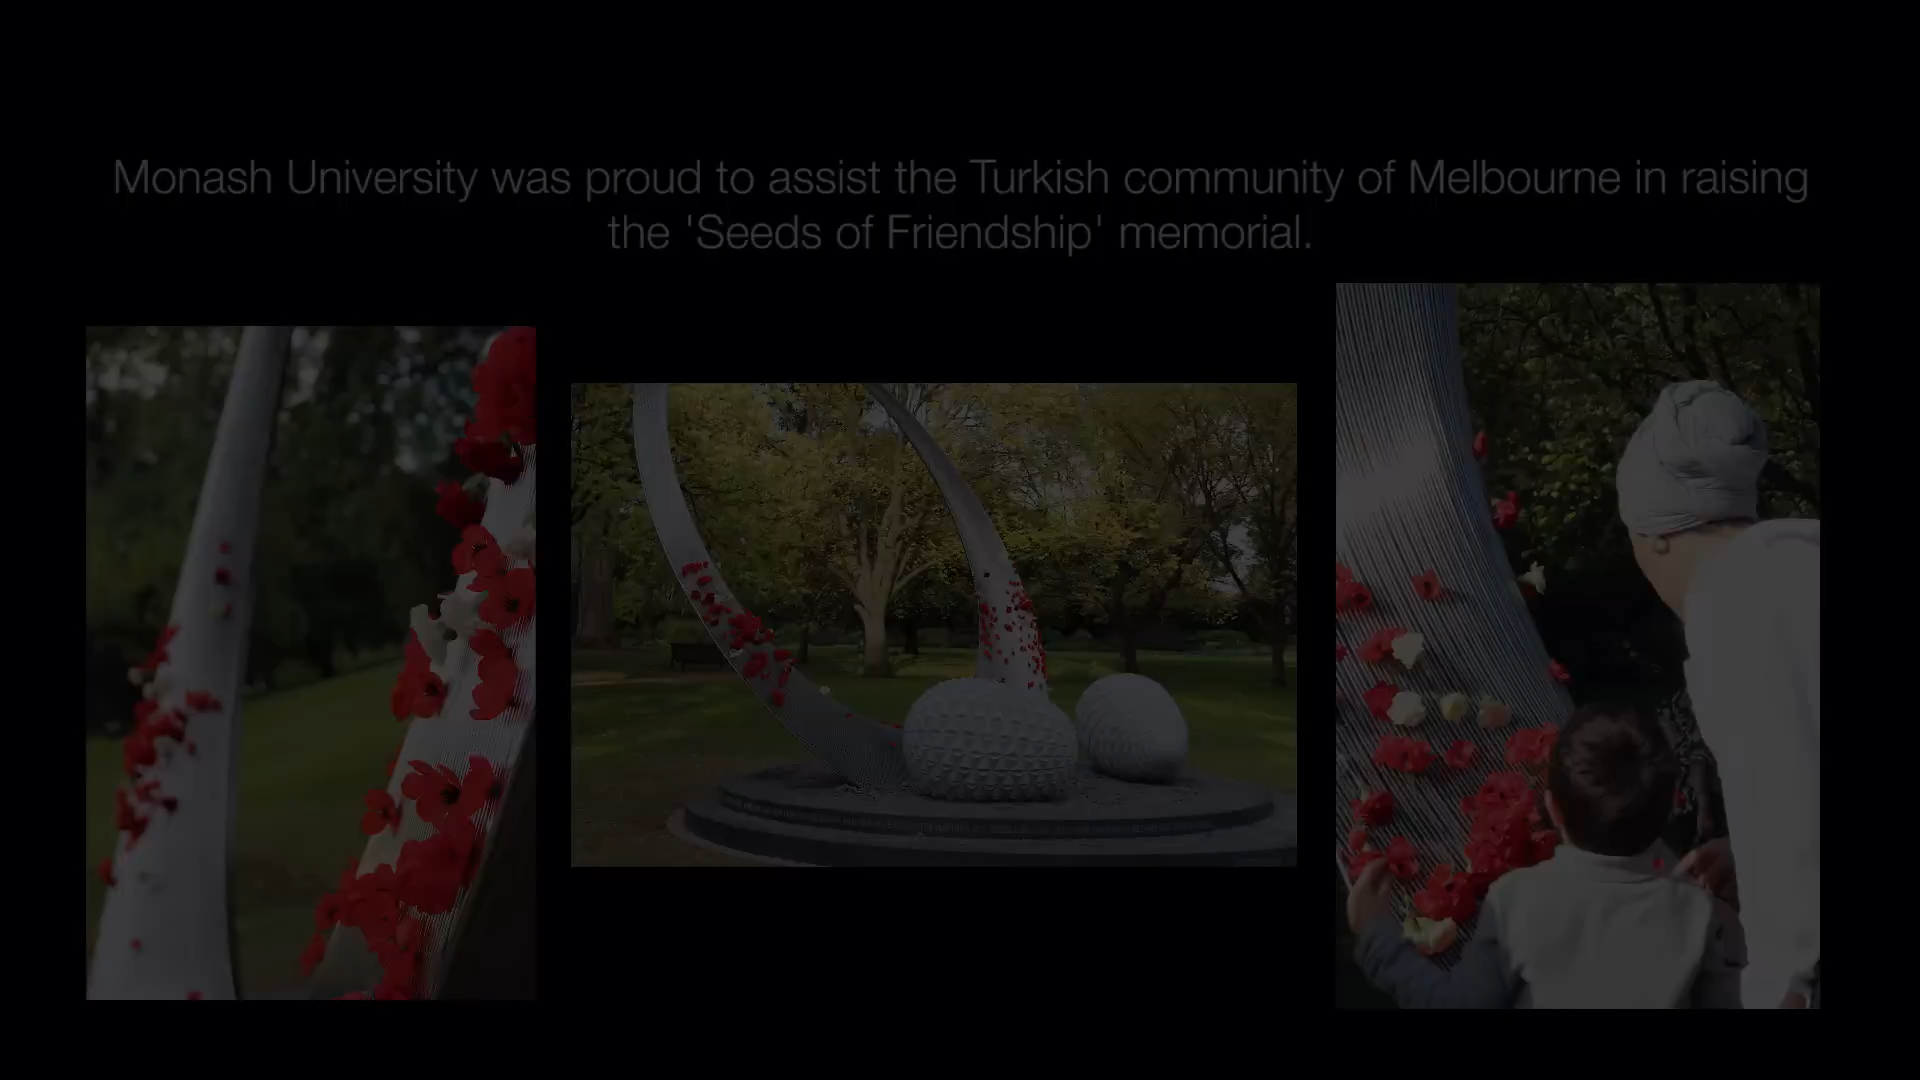 Monash University was proud to assist the Turkish community of Melbourne in raising
the 'Seeds of Friendship' memorial.